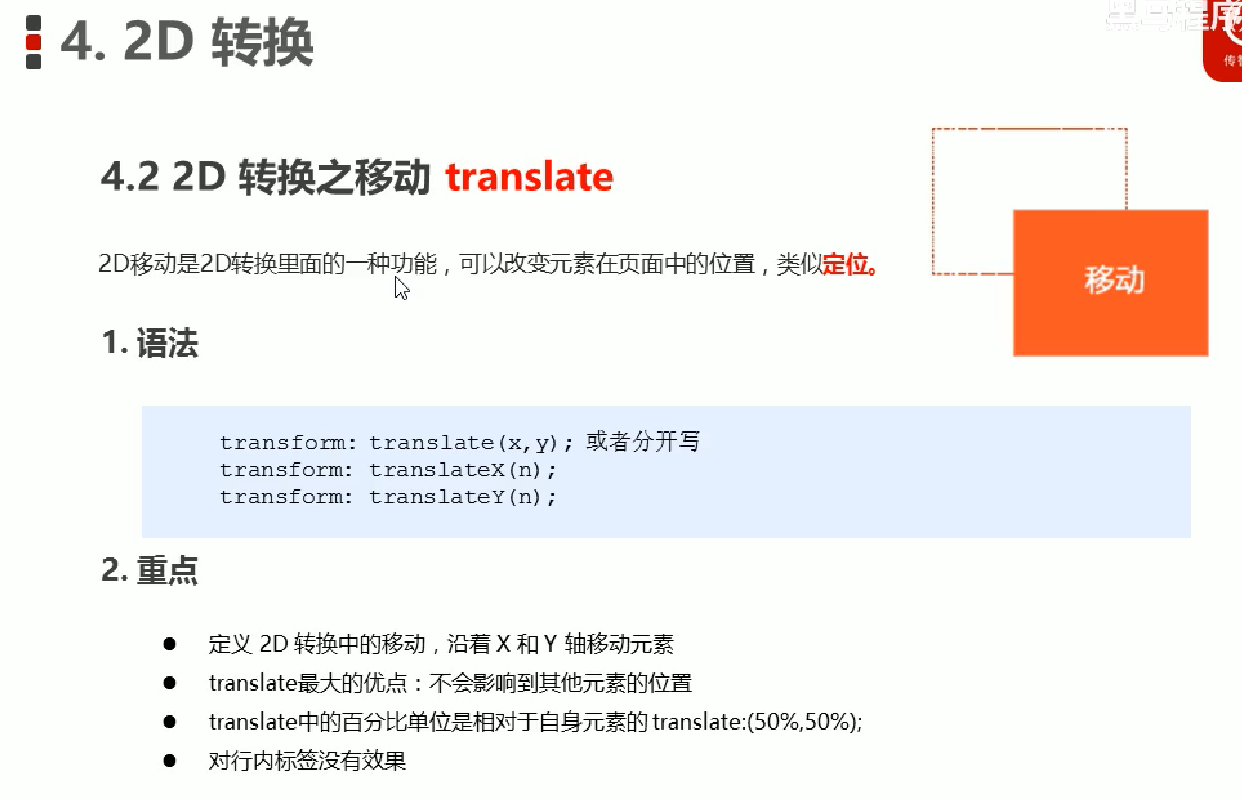 黑马程序
4. 2D 转换
传
4.2 2D 转换之移动 translate
2D移动是2D转换里面的一种功能，可以改变元素在页面中的位置，类似定位。
移动
1. 语法
transform: translate(x,y); 或者分开写
transform: translateX(n);
transform: translateY(n);
2. 重点
● 定义 2D 转换中的移动，沿着 X 和 Y 轴移动元素
● translate最大的优点：不会影响到其他元素的位置
● translate中的百分比单位是相对于自身元素的 translate:(50%,50%);
● 对行内标签没有效果